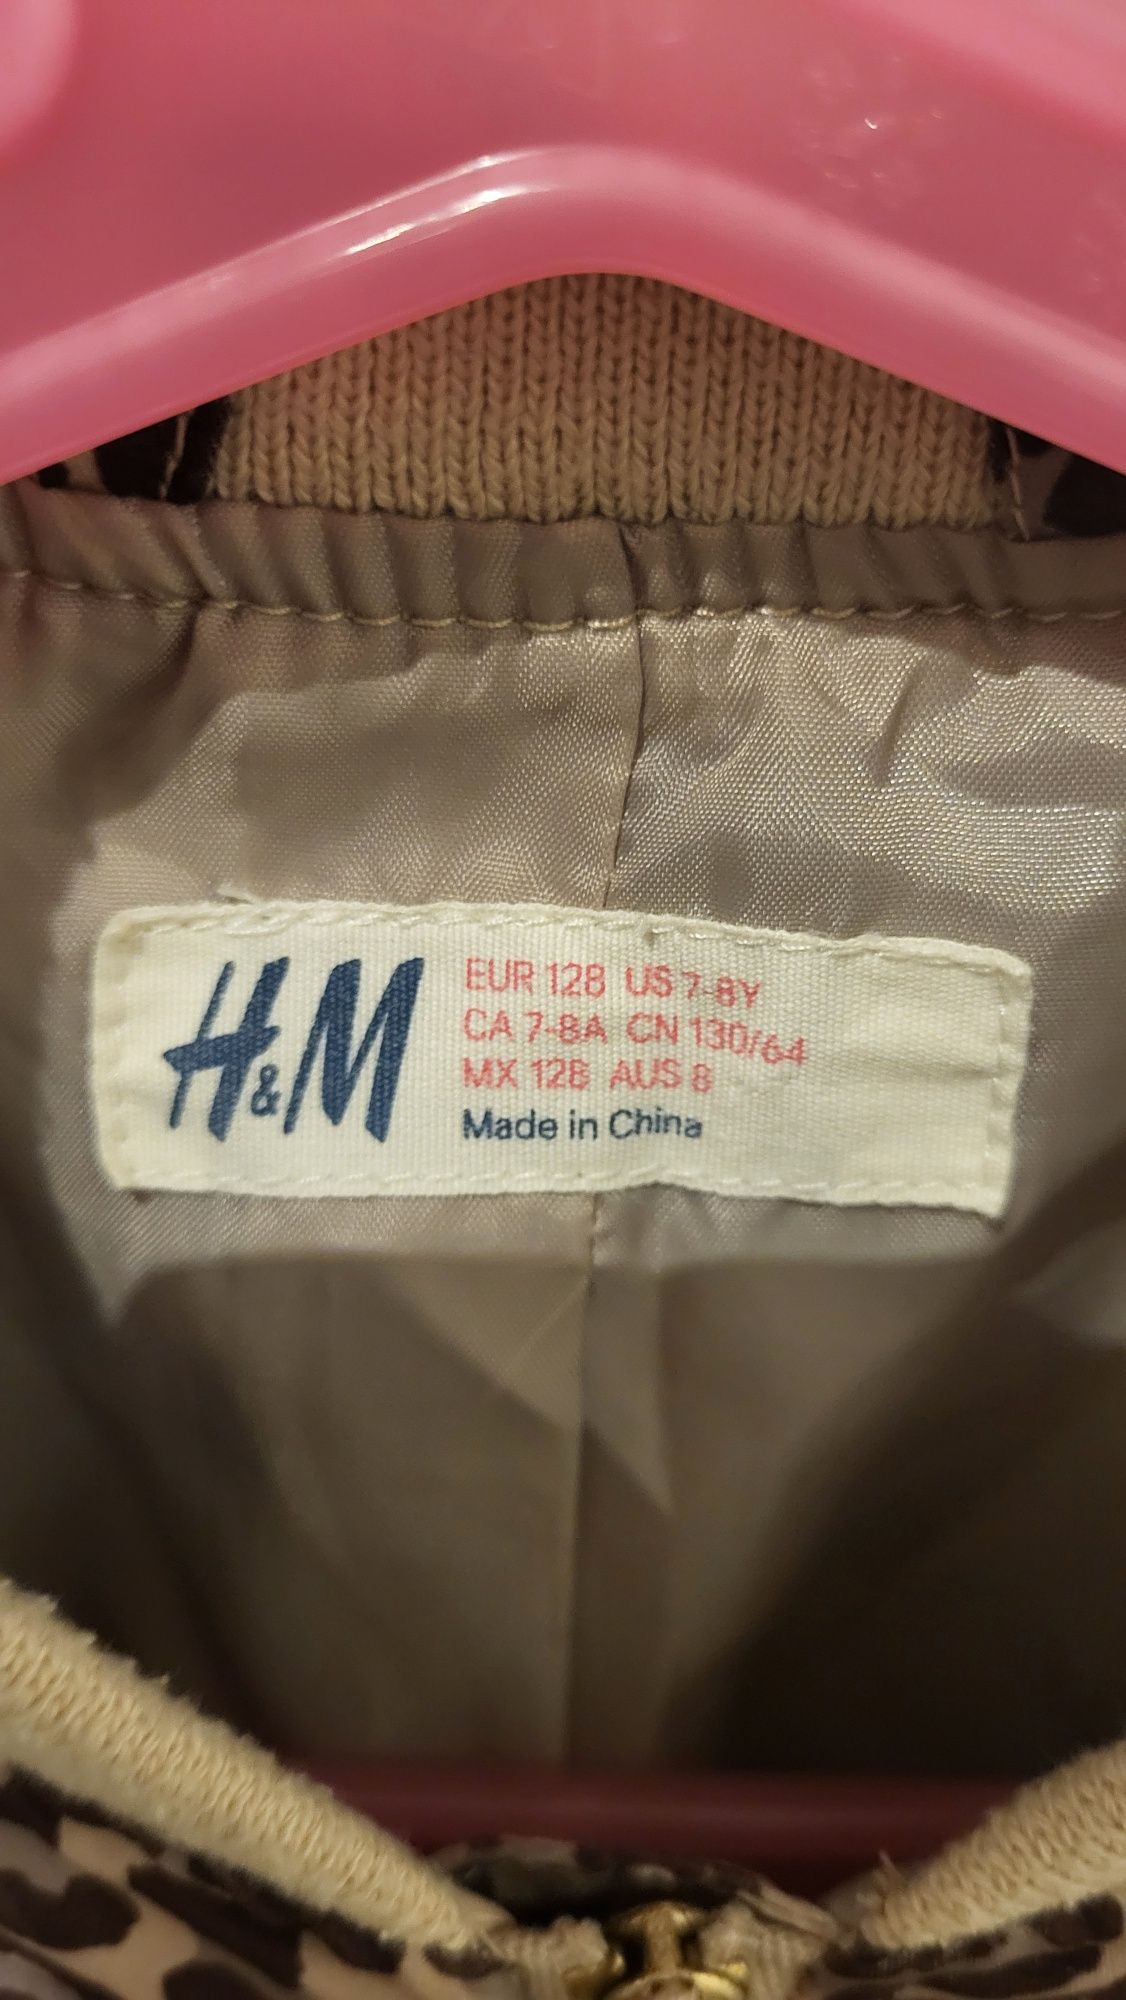 H&M
EUR 128 US 7-8Y
CA 7-8A CN 130/64
MX 128 AUS 8
Made in China